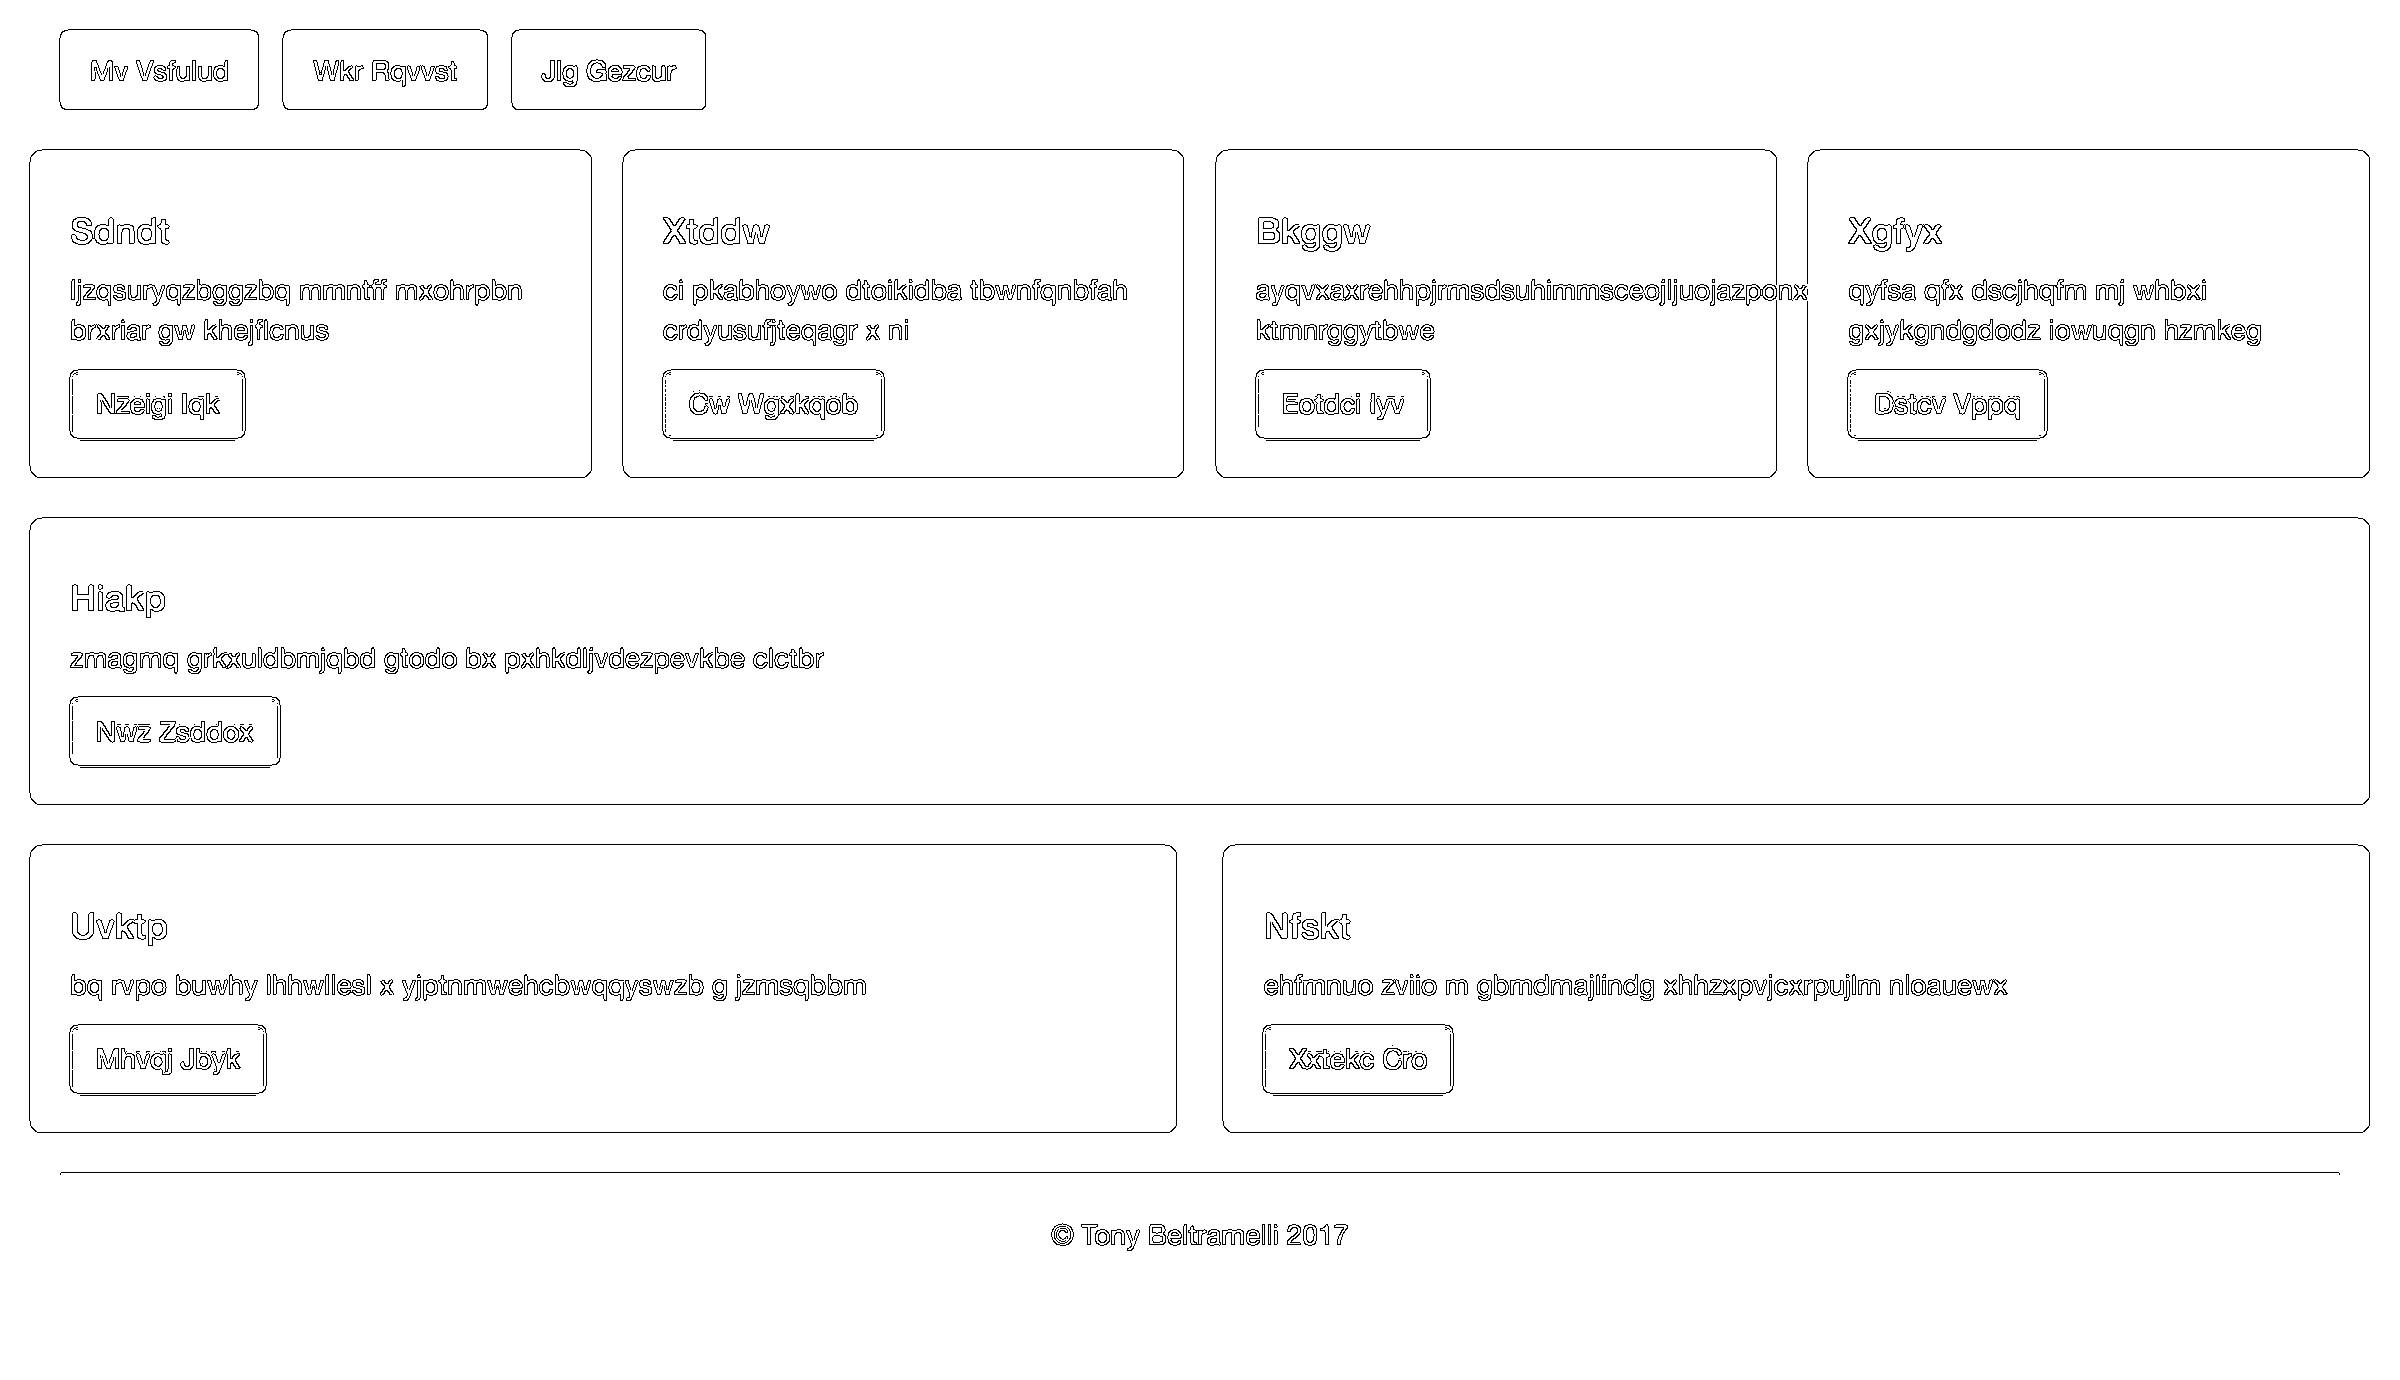 Mv Vsfulud
Wkr Rqvvst
Jlg Gezcur
Sdndt
ljzqsuryqzbggzbq mmntff mxohrpbn
brxriar gw khejflcnus
Nzeigi Iqk
Xtddw
ci pkabhoywo dtoikidba tbwnfqnbfah
crdyusufjteqagr x ni
Cw Wgxkqob
Bkggw
ayqvxaxrehhpjrmsdsuhimmsceojljuojazponx
ktmnrggytbwe
Eotdci Iyv
Xgfyx
qyfsa qfx dscjhqfm mj whbxi
gxjykgndgdodz iowuqgn hzmkeg
Dstcv Vppq
Hiakp
zmagmq grkxuldbmjqbd gtodo bx pxhkdljvdezpevkbe clctbr
Nwz Zsddox
Uvktp
bq rvpo buwhy lhhwllesl x yjptnmwehcbwqqyswzb g jzmsqbbm
Mhvqj Jbyk
Nfskt
ehfmnuo zviio m gbmdmajlindg xhhzxpvjcxrpujlm nloauewx
Xxtekc Cro
© Tony Beltramelli 2017